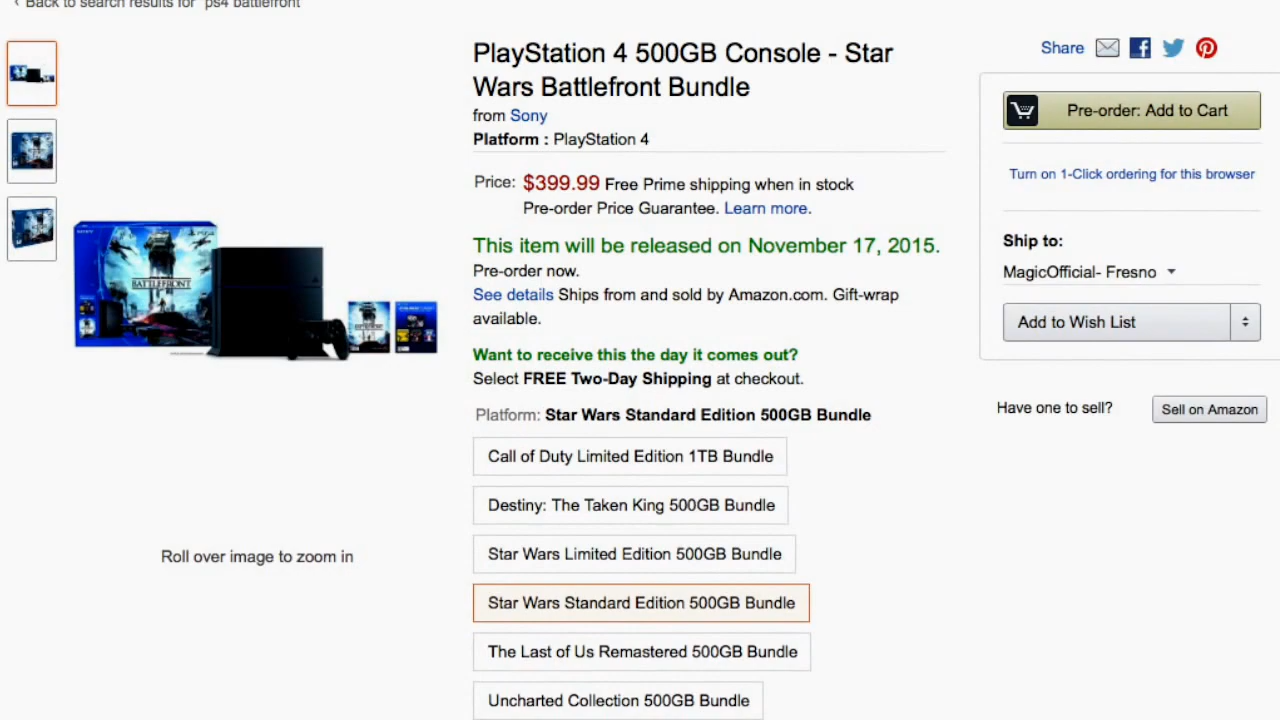 ‹ Back to search results for "ps4 battlefront"
PlayStation 4 500GB Console - Star
Wars Battlefront Bundle
from Sony
Platform : PlayStation 4
Price: $399.99 Free Prime shipping when in stock
Pre-order Price Guarantee. Learn more.
This item will be released on November 17, 2015.
Pre-order now.
See details Ships from and sold by Amazon.com. Gift-wrap
available.
Want to receive this the day it comes out?
Select FREE Two-Day Shipping at checkout.
Platform: Star Wars Standard Edition 500GB Bundle
Call of Duty Limited Edition 1TB Bundle
Destiny: The Taken King 500GB Bundle
Star Wars Limited Edition 500GB Bundle
Star Wars Standard Edition 500GB Bundle
The Last of Us Remastered 500GB Bundle
Uncharted Collection 500GB Bundle
BATTLEFRONT
Roll over image to zoom in
Share
Pre-order: Add to Cart
Turn on 1-Click ordering for this browser
Ship to:
MagicOfficial- Fresno
Add to Wish List
Have one to sell?
Sell on Amazon